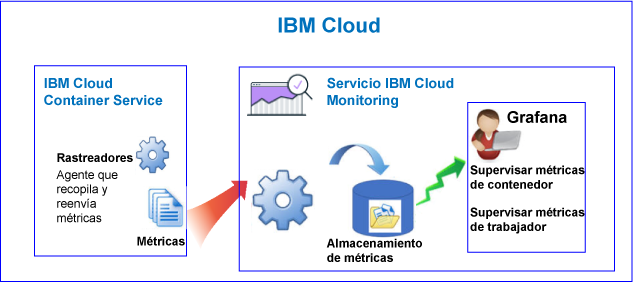 IBM Cloud
IBM Cloud
Container Service
Rastreadores
Agente que
recopila y
reenvía
métricas
Métricas
Servicio IBM Cloud
Monitoring
Almacenamiento
de métricas
Grafana
Supervisar métricas
de contenedor
Supervisar métricas
de trabajador